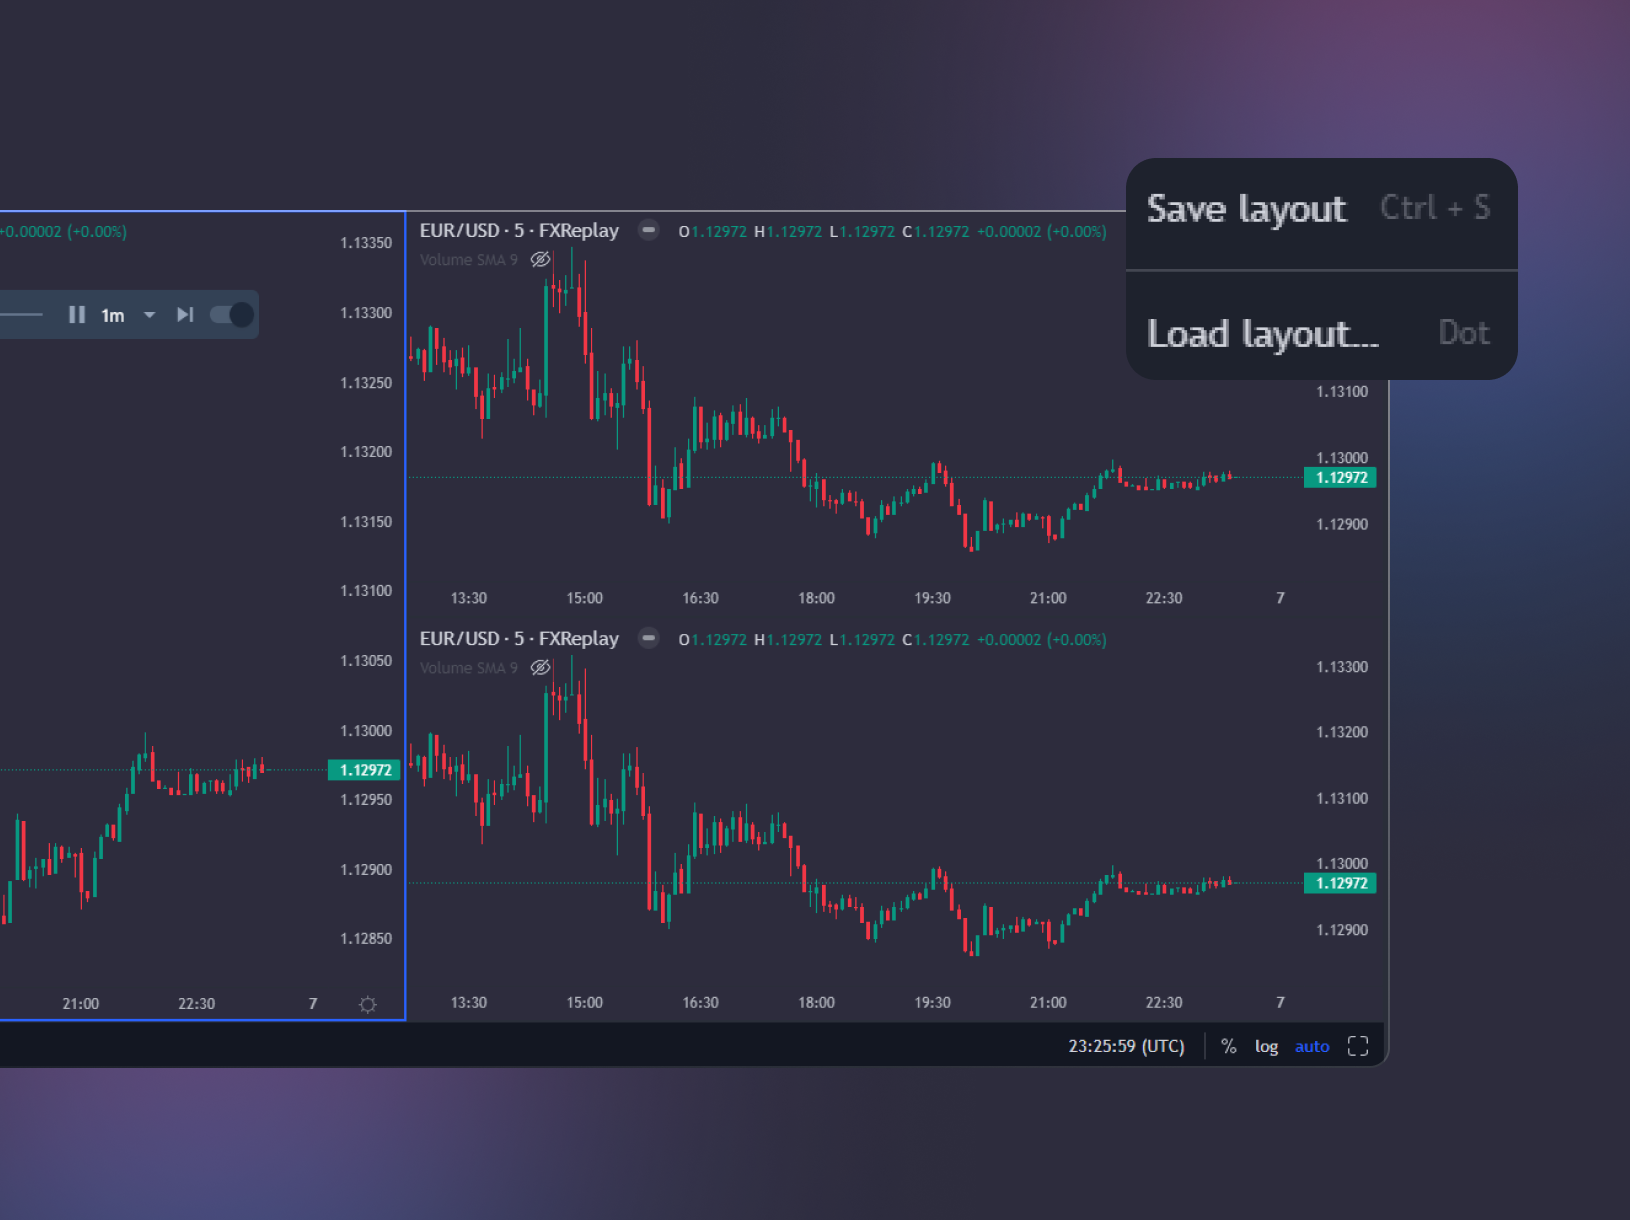 Save layout Ctrl + S
Load layout... Dot
+0.00002 (+0.00%)
1m
1.13350
1.13300
1.13250
1.13200
1.13150
1.13100
1.13050
1.13000
1.12972
1.12950
1.12900
1.12850
21:00 22:30 7
EUR/USD · 5 · FXReplay O1.12972 H1.12972 L1.12972 C1.12972 +0.00002 (+0.00%)
Volume SMA 9
1.13100
1.13000
1.12972
1.12900
13:30 15:00 16:30 18:00 19:30 21:00 22:30 7
EUR/USD · 5 · FXReplay O1.12972 H1.12972 L1.12972 C1.12972 +0.00002 (+0.00%)
Volume SMA 9
1.13300
1.13200
1.13100
1.13000
1.12972
1.12900
13:30 15:00 16:30 18:00 19:30 21:00 22:30 7
23:25:59 (UTC) % log auto